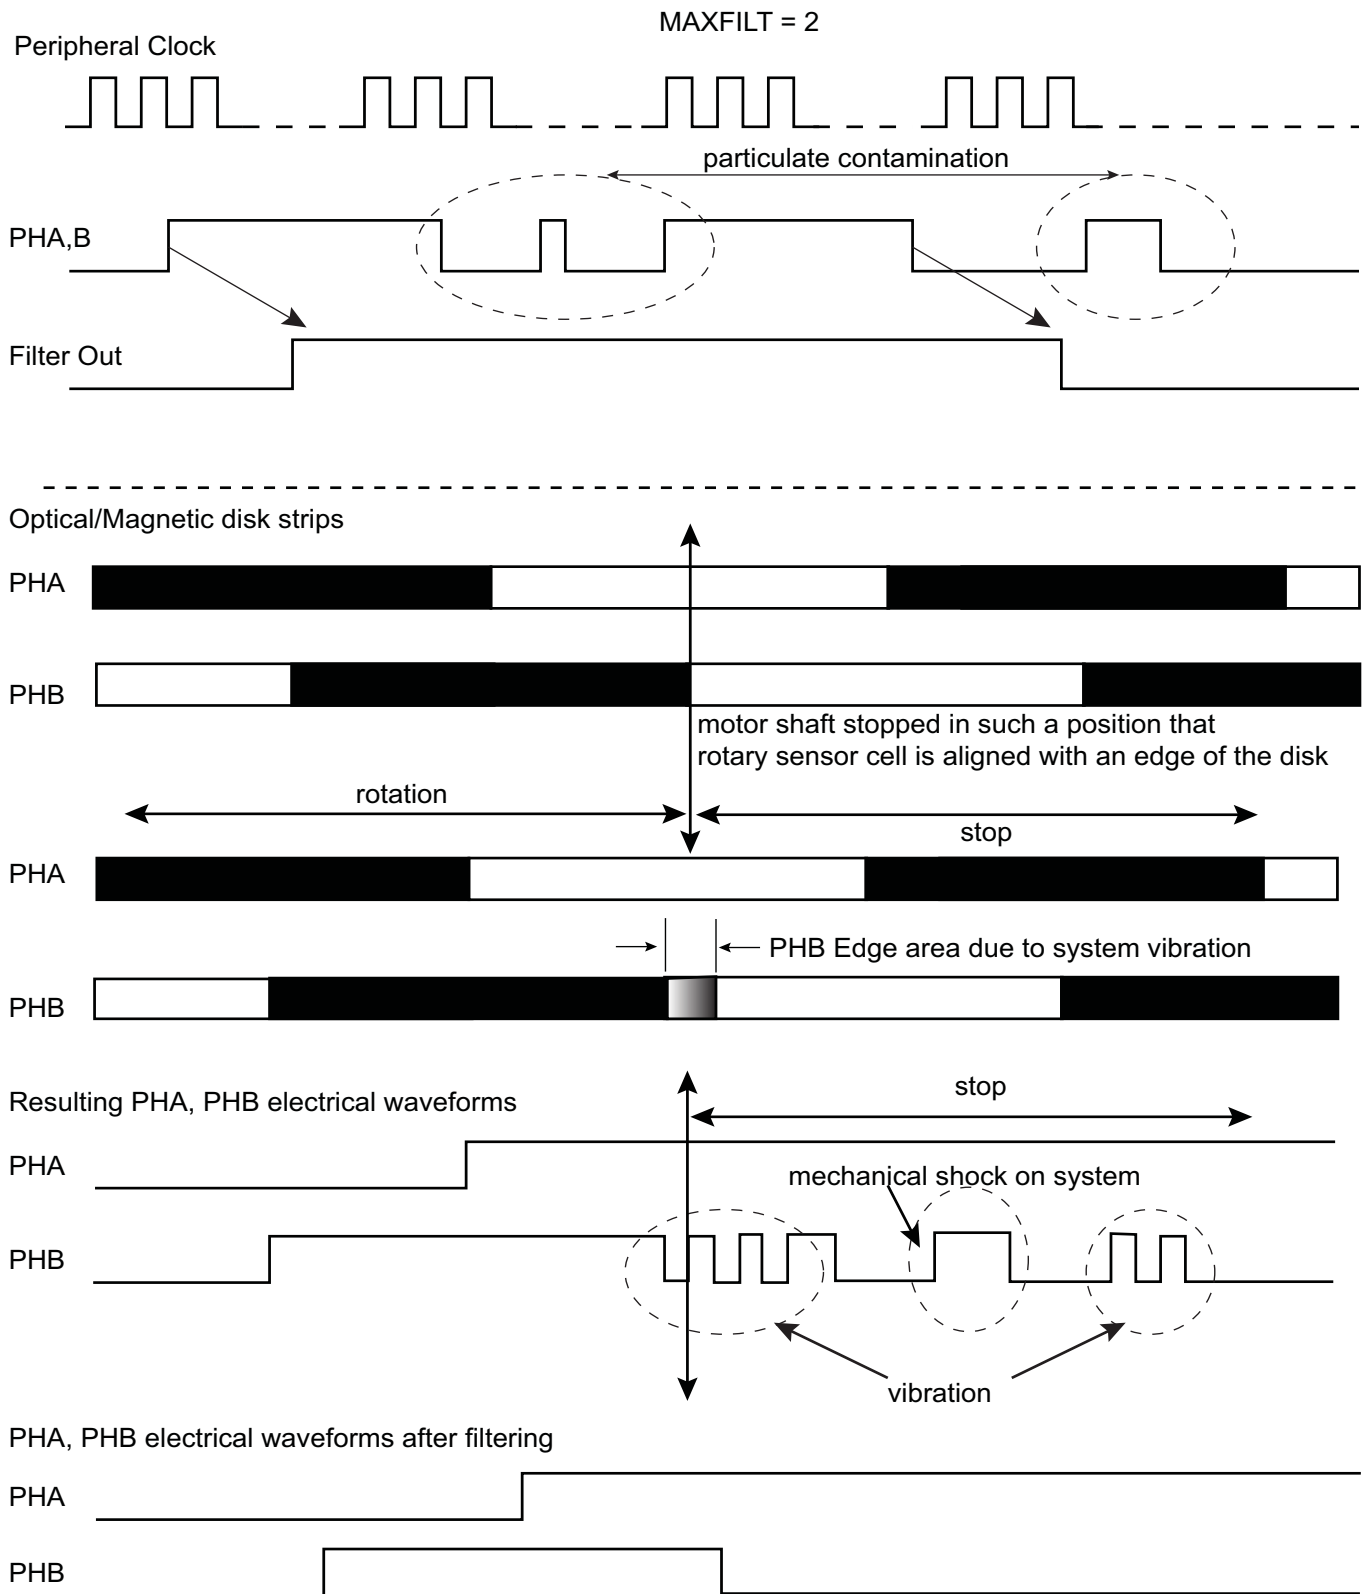 MAXFILT = 2
Peripheral Clock
particulate contamination
PHA,B
Filter Out
Optical/Magnetic disk strips
PHA
PHB
motor shaft stopped in such a position that
rotary sensor cell is aligned with an edge of the disk
rotation
stop
PHA
PHB Edge area due to system vibration
PHB
stop
Resulting PHA, PHB electrical waveforms
PHA
mechanical shock on system
PHB
vibration
PHA, PHB electrical waveforms after filtering
PHA
PHB